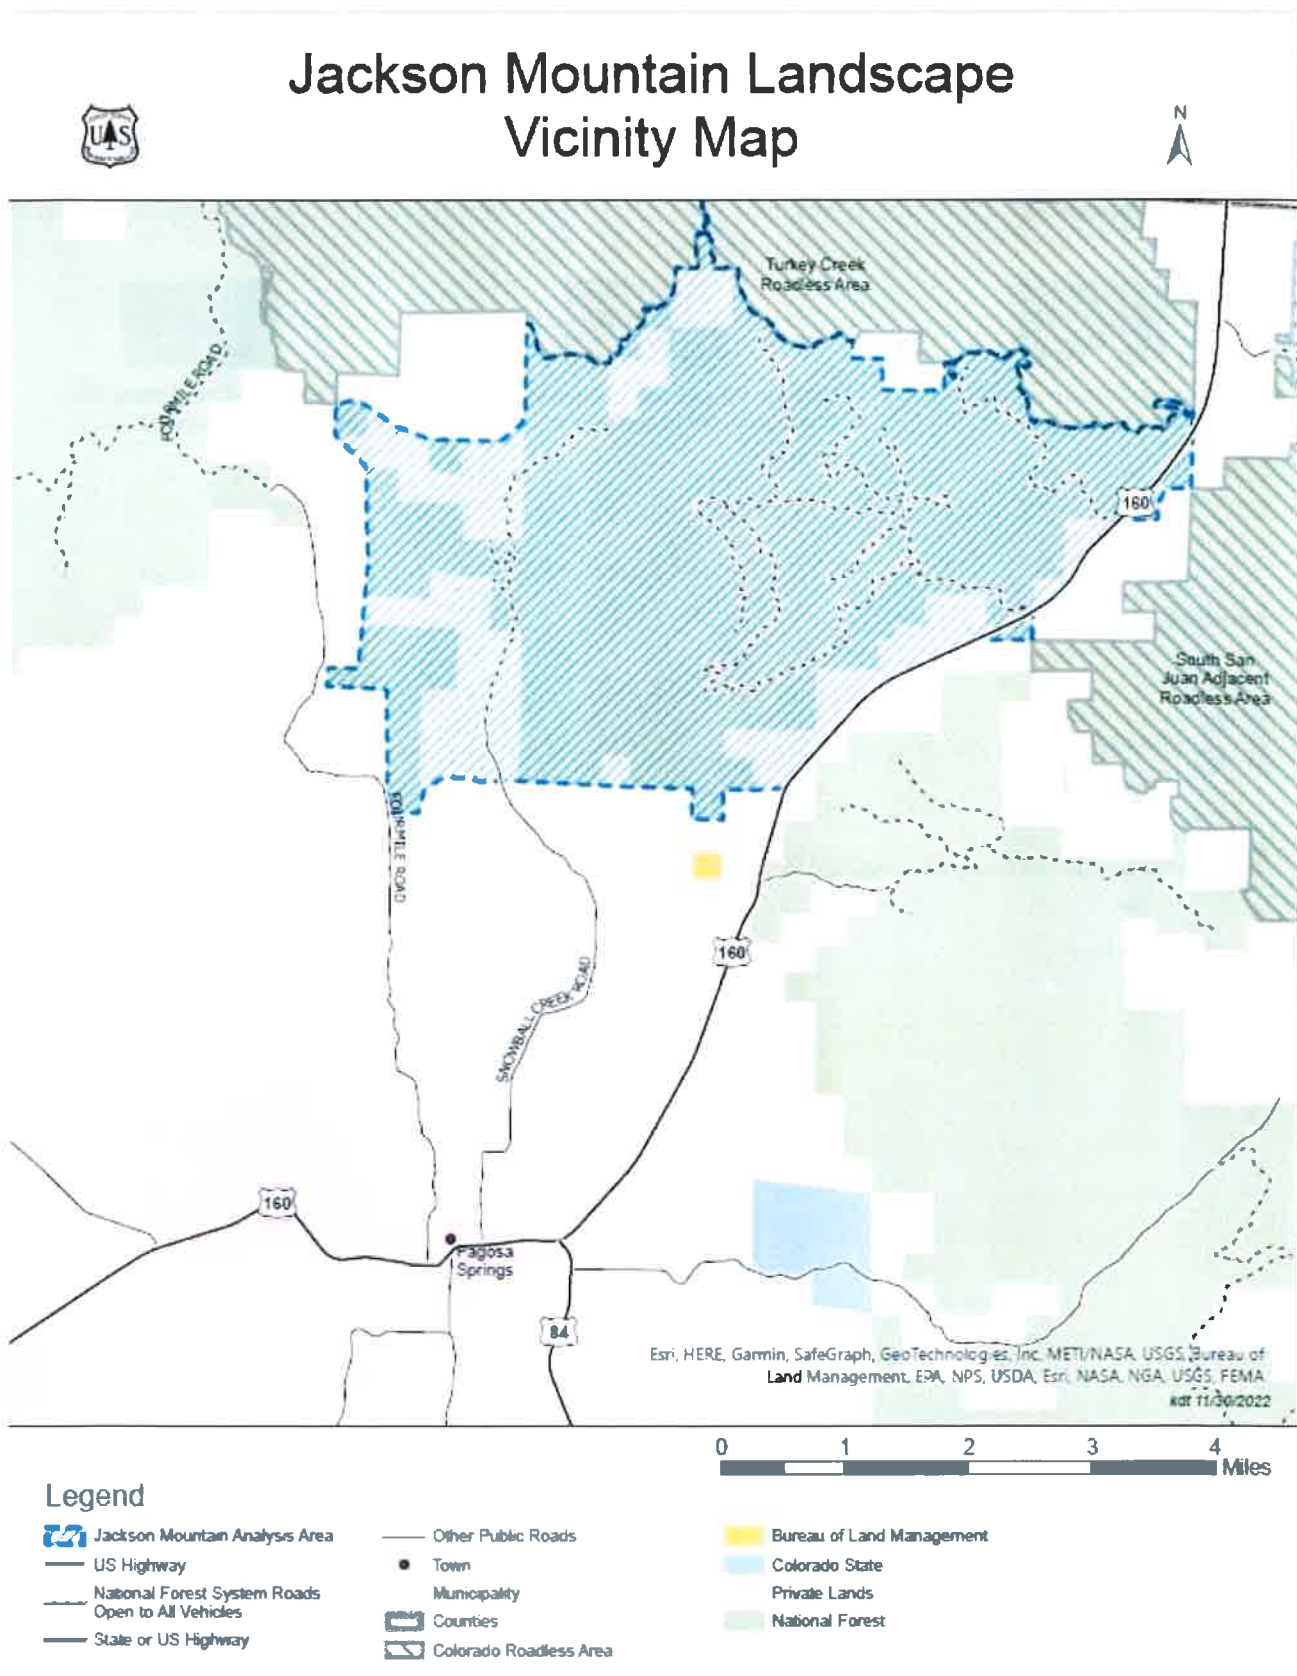 Jackson Mountain Landscape
Vicinity Map
N
U S
Turkey Creek
Roadless Area
FOURMILE ROAD
160
South San
Juan Adjacent
Roadless Area
FOURMILE ROAD
160
SNOWBALL CREEK ROAD
160
Pagosa
Springs
84
Esri, HERE, Garmin, SafeGraph, GeoTechnologies, Inc, METI/NASA, USGS, Bureau of
Land Management, EPA, NPS, USDA, Esri, NASA, NGA, USGS, FEMA
kdt 11/30/2022
0 1 2 3 4
Miles
Legend
Jackson Mountain Analysis Area
US Highway
National Forest System Roads
Open to All Vehicles
State or US Highway
Other Public Roads
Town
Municipality
Counties
Colorado Roadless Area
Bureau of Land Management
Colorado State
Private Lands
National Forest